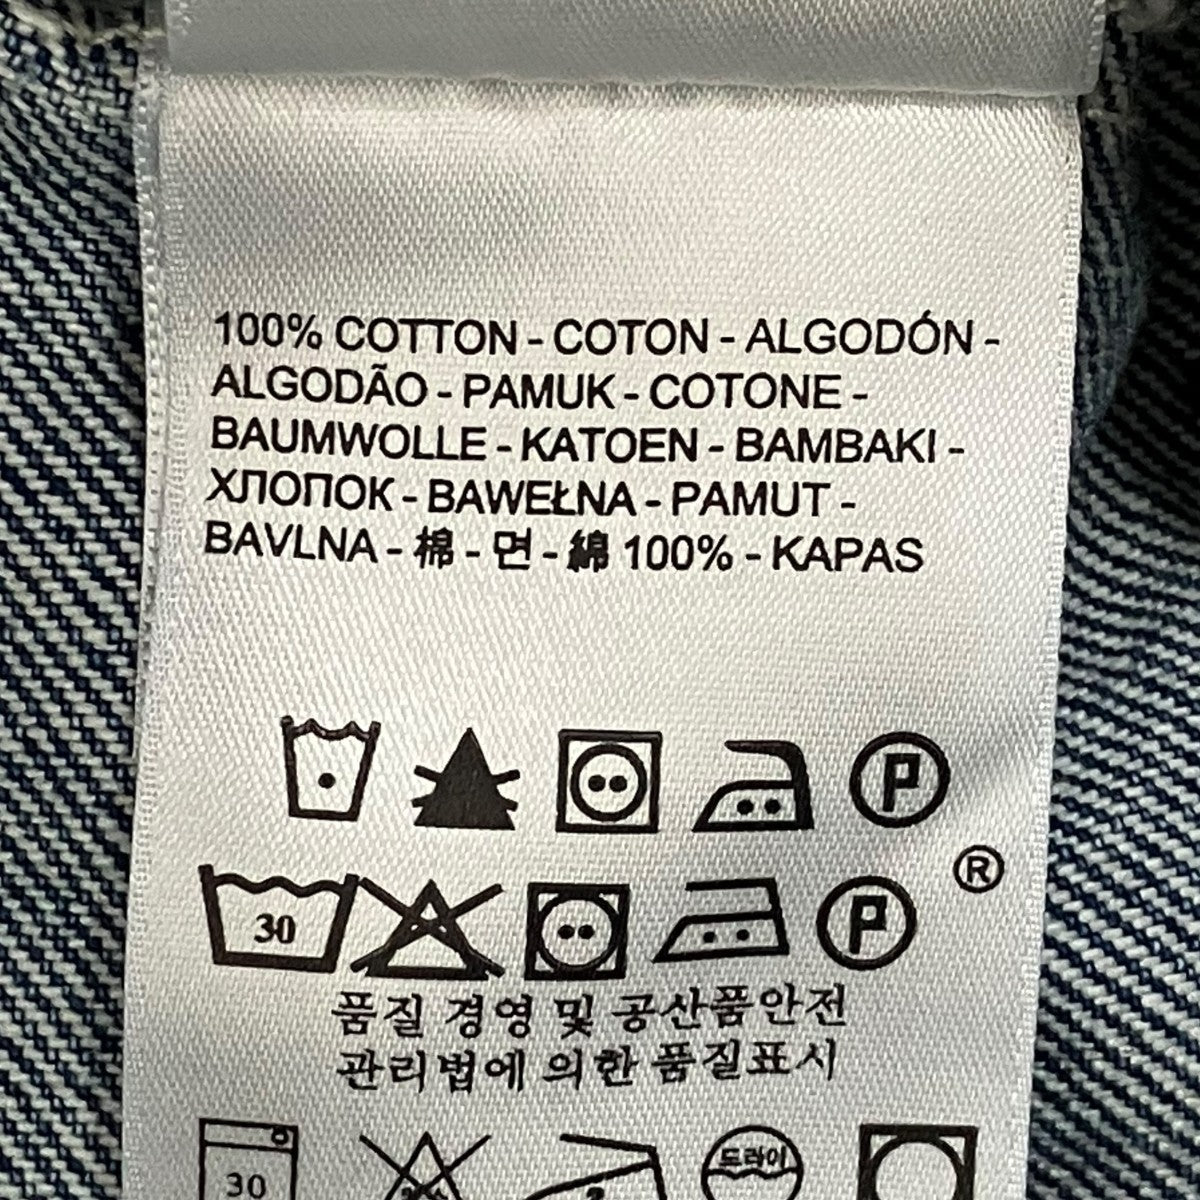 100% COTTON - COTON - ALGODÓN -
ALGODÃO - PAMUK - COTONE -
BAUMWOLLE - KATOEN - BAMBAKI -
ХЛОПОК - BAWEŁNA - PAMUT -
BAVLNA - 棉 - 면 - 綿 100% - KAPAS
P
®
30 P
품질 경영 및 공산품안전
관리법에 의한 품질표시
30 드라이